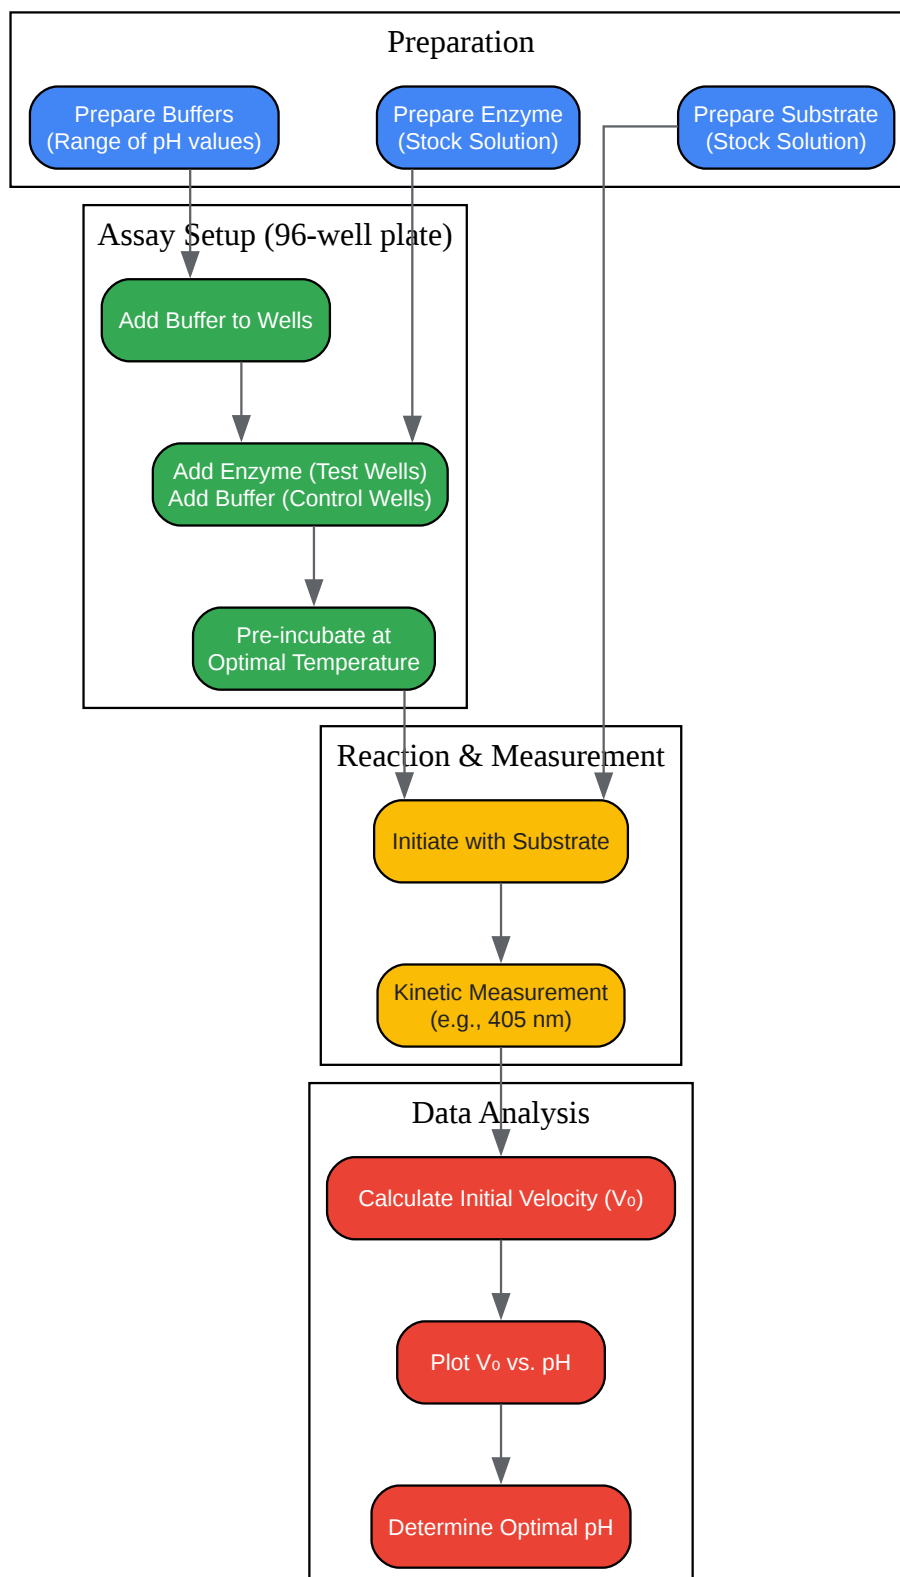 Preparation
Prepare Buffers
(Range of pH values)
Prepare Enzyme
(Stock Solution)
Prepare Substrate
(Stock Solution)
Assay Setup (96-well plate)
Add Buffer to Wells
Add Enzyme (Test Wells)
Add Buffer (Control Wells)
Pre-incubate at
Optimal Temperature
Reaction & Measurement
Initiate with Substrate
Kinetic Measurement
(e.g., 405 nm)
Data Analysis
Calculate Initial Velocity (V₀)
Plot V₀ vs. pH
Determine Optimal pH